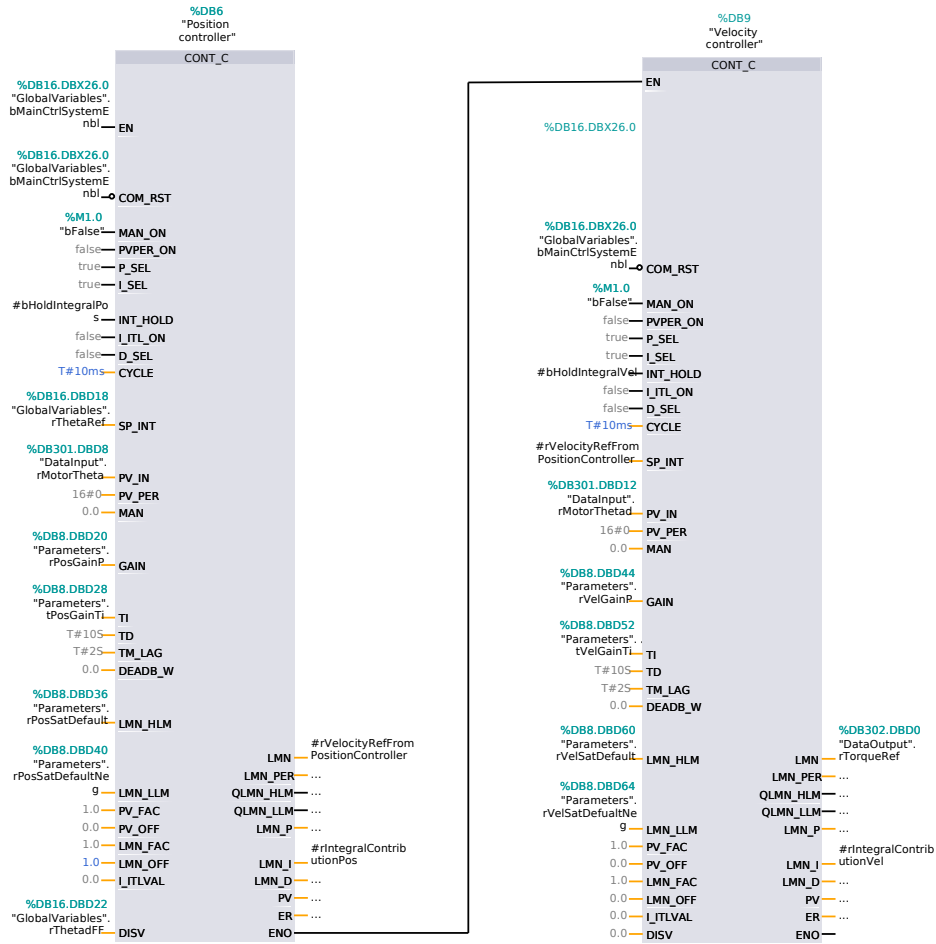 %DB6
"Position
controller"
CONT_C
%DB16.DBX26.0
"GlobalVariables".
bMainCtrlSystemE
nbl
EN
%DB16.DBX26.0
"GlobalVariables".
bMainCtrlSystemE
nbl
COM_RST
%M1.0
"bFalse"
MAN_ON
false
PVPER_ON
true
P_SEL
true
I_SEL
#bHoldIntegralPo
s
INT_HOLD
false
I_ITL_ON
false
D_SEL
T#10ms
CYCLE
%DB16.DBD18
"GlobalVariables".
rThetaRef
SP_INT
%DB301.DBD8
"DataInput".
rMotorTheta
PV_IN
16#0
PV_PER
0.0
MAN
%DB8.DBD20
"Parameters".
rPosGainP
GAIN
%DB8.DBD28
"Parameters".
tPosGainTi
TI
T#10S
TD
T#2S
TM_LAG
0.0
DEADB_W
%DB8.DBD36
"Parameters".
rPosSatDefault
LMN_HLM
%DB8.DBD40
"Parameters".
rPosSatDefaultNe
g
LMN_LLM
1.0
PV_FAC
0.0
PV_OFF
1.0
LMN_FAC
1.0
LMN_OFF
0.0
I_ITLVAL
%DB16.DBD22
"GlobalVariables".
rThetadFF
DISV
LMN
#rVelocityRefFrom
PositionController
LMN_PER
...
QLMN_HLM
...
QLMN_LLM
...
LMN_P
...
LMN_I
#rIntegralContrib
utionPos
LMN_D
...
PV
...
ER
...
ENO
%DB9
"Velocity
controller"
CONT_C
EN
%DB16.DBX26.0
%DB16.DBX26.0
"GlobalVariables".
bMainCtrlSystemE
nbl
COM_RST
%M1.0
"bFalse"
MAN_ON
false
PVPER_ON
true
P_SEL
true
I_SEL
#bHoldIntegralVel
INT_HOLD
false
I_ITL_ON
false
D_SEL
T#10ms
CYCLE
#rVelocityRefFrom
PositionController
SP_INT
%DB301.DBD12
"DataInput".
rMotorThetad
PV_IN
16#0
PV_PER
0.0
MAN
%DB8.DBD44
"Parameters".
rVelGainP
GAIN
%DB8.DBD52
"Parameters". .
tVelGainTi
TI
T#10S
TD
T#2S
TM_LAG
0.0
DEADB_W
%DB8.DBD60
"Parameters".
rVelSatDefault
LMN_HLM
%DB8.DBD64
"Parameters".
rVelSatDefualtNe
g
LMN_LLM
1.0
PV_FAC
0.0
PV_OFF
1.0
LMN_FAC
0.0
LMN_OFF
0.0
I_ITLVAL
0.0
DISV
%DB302.DBD0
"DataOutput".
rTorqueRef
LMN
LMN_PER
...
QLMN_HLM
...
QLMN_LLM
...
LMN_P
...
LMN_I
#rIntegralContrib
utionVel
LMN_D
...
PV
...
ER
...
ENO